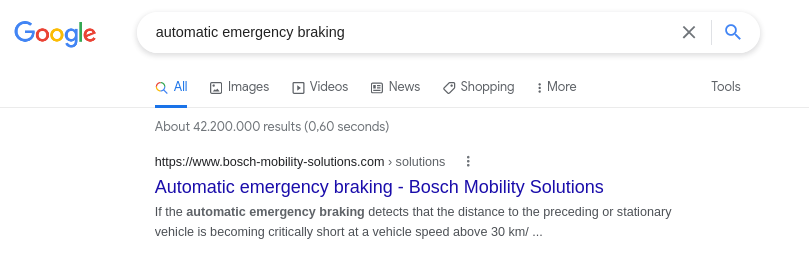 Google automatic emergency braking
All Images Videos News Shopping More Tools
About 42.200.000 results (0,60 seconds)
https://www.bosch-mobility-solutions.com › solutions
Automatic emergency braking - Bosch Mobility Solutions
If the automatic emergency braking detects that the distance to the preceding or stationary
vehicle is becoming critically short at a vehicle speed above 30 km/ ...